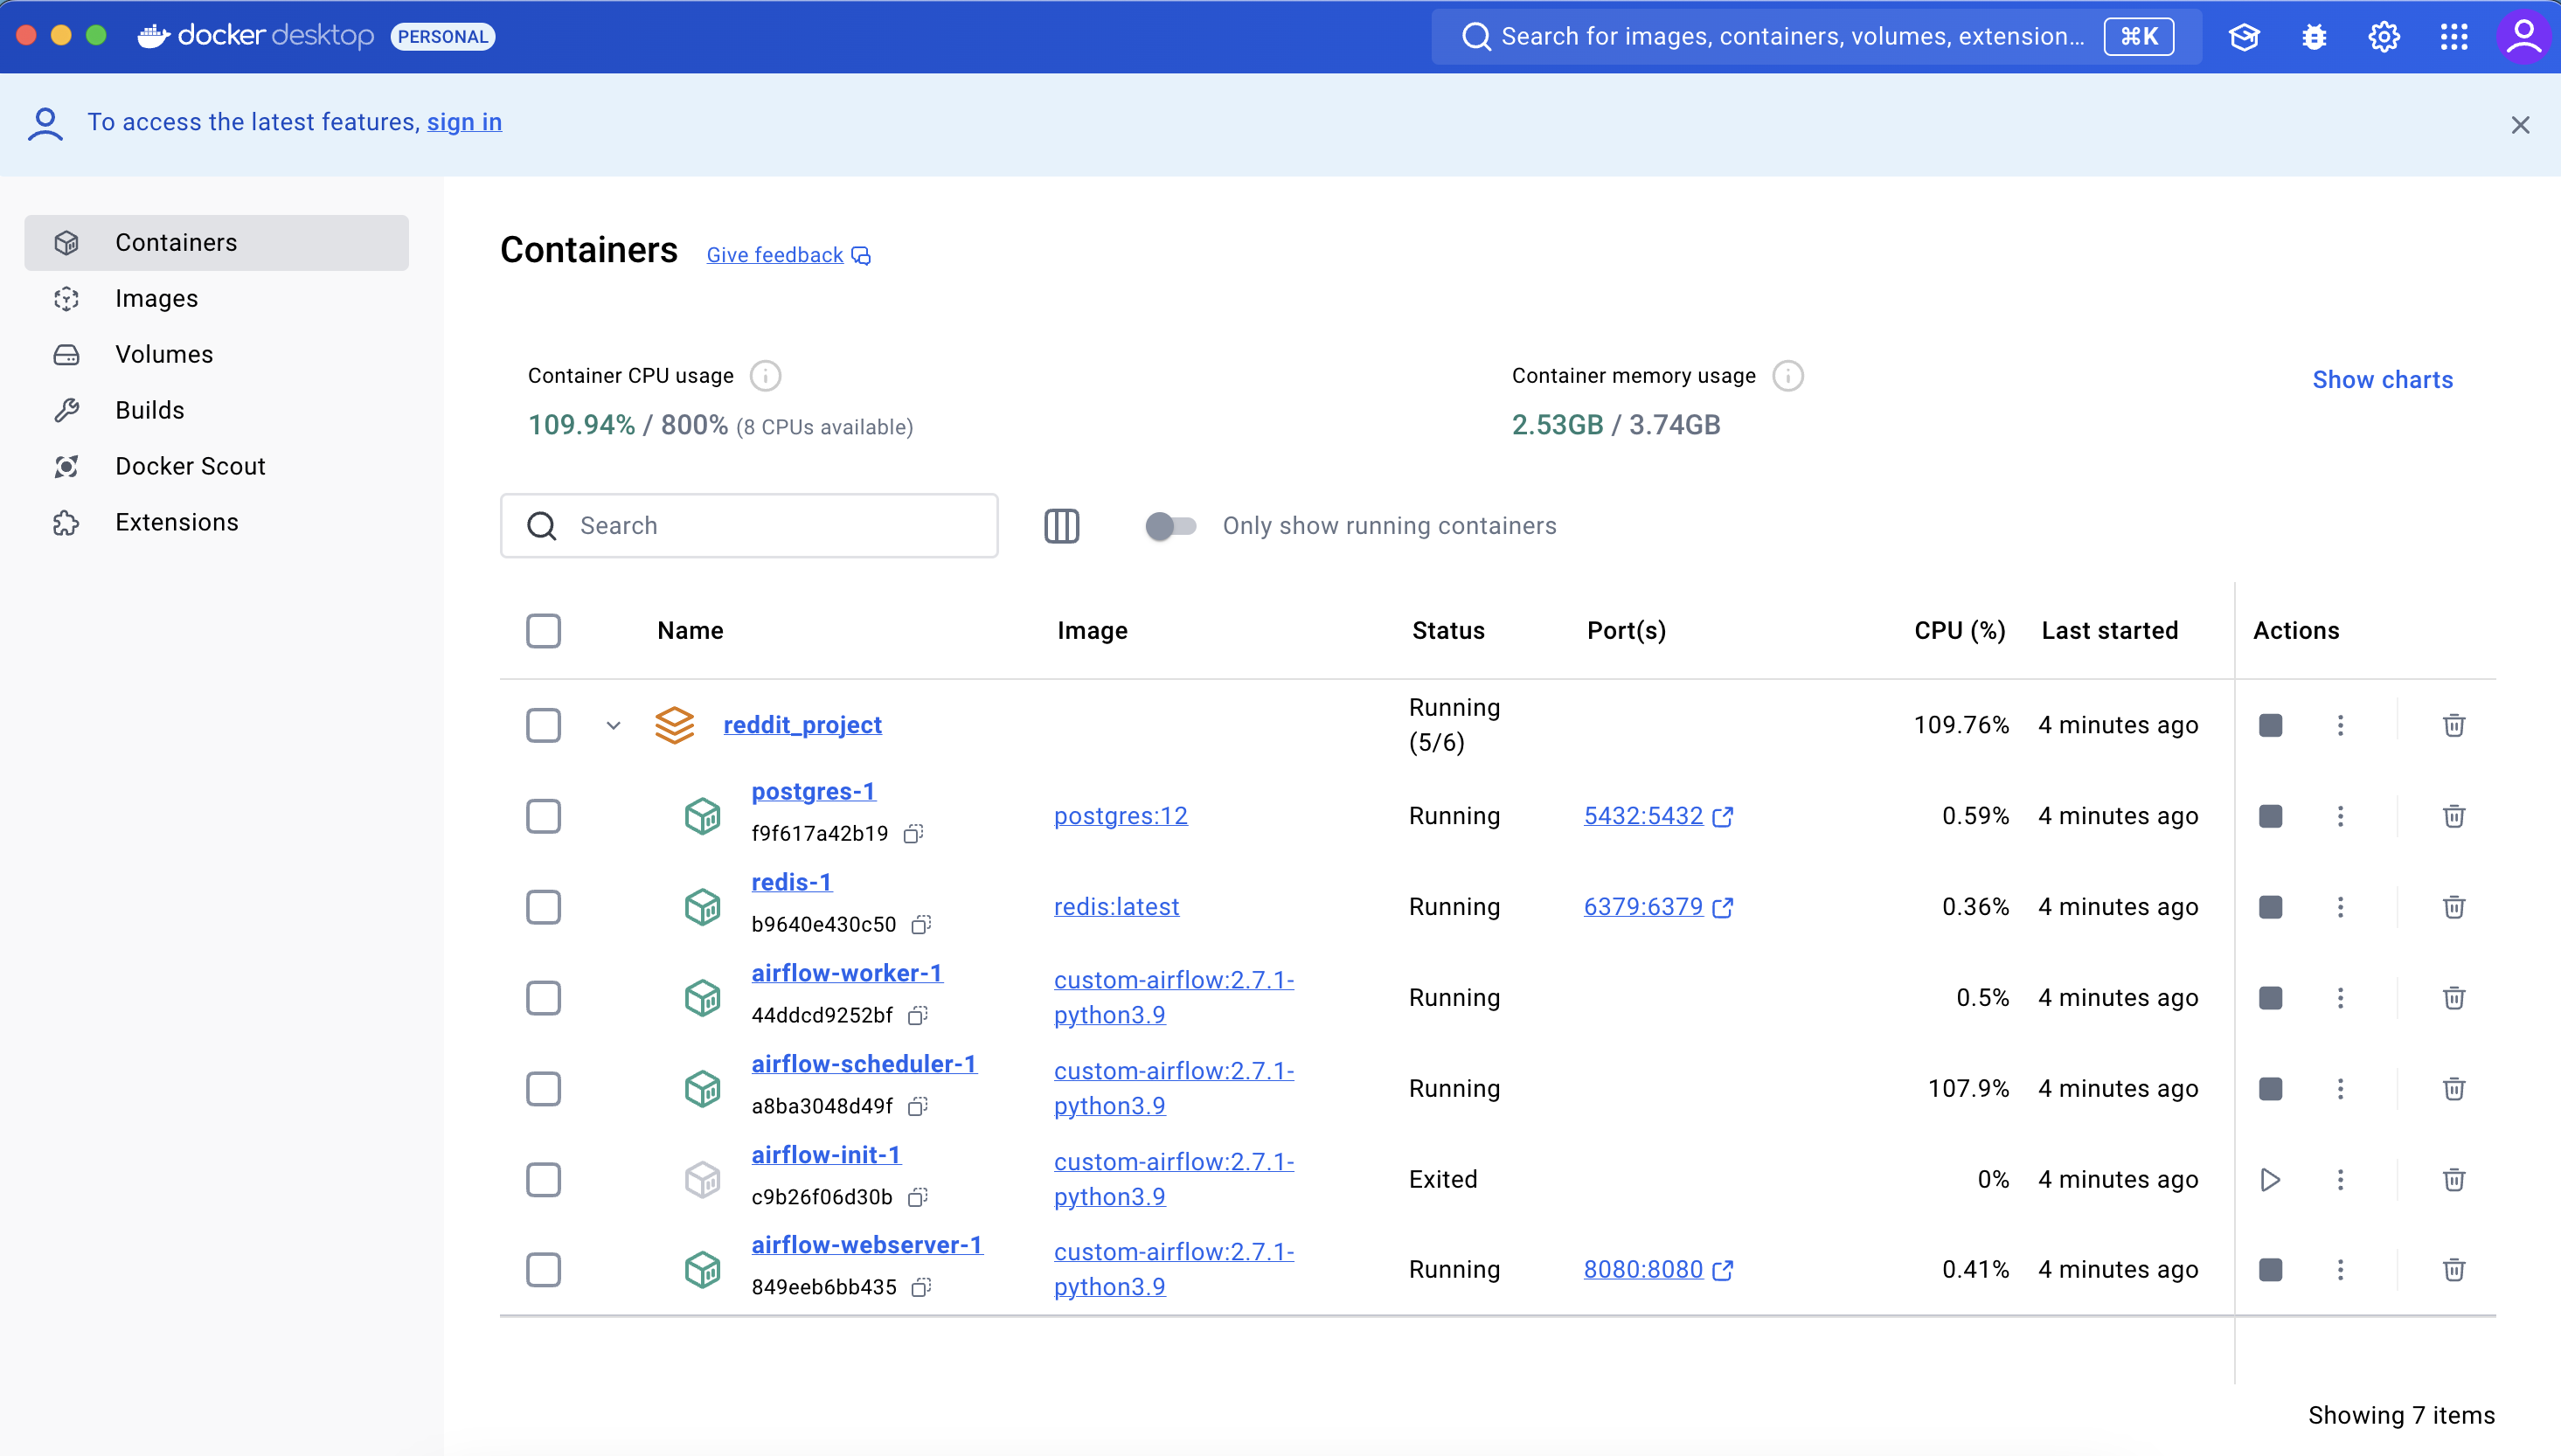 docker desktop PERSONAL
Search for images, containers, volumes, extension... ⌘K
To access the latest features, sign in
Containers
Images
Volumes
Builds
Docker Scout
Extensions
Containers Give feedback
Container CPU usage
109.94% / 800% (8 CPUs available)
Container memory usage
2.53GB / 3.74GB
Show charts
Search
Only show running containers
Name Image Status Port(s) CPU (%) Last started Actions
reddit_project Running (5/6) 109.76% 4 minutes ago
postgres-1
f9f617a42b19 postgres:12 Running 5432:5432 0.59% 4 minutes ago
redis-1
b9640e430c50 redis:latest Running 6379:6379 0.36% 4 minutes ago
airflow-worker-1
44ddcd9252bf custom-airflow:2.7.1-python3.9 Running 0.5% 4 minutes ago
airflow-scheduler-1
a8ba3048d49f custom-airflow:2.7.1-python3.9 Running 107.9% 4 minutes ago
airflow-init-1
c9b26f06d30b custom-airflow:2.7.1-python3.9 Exited 0% 4 minutes ago
airflow-webserver-1
849eeb6bb435 custom-airflow:2.7.1-python3.9 Running 8080:8080 0.41% 4 minutes ago
Showing 7 items